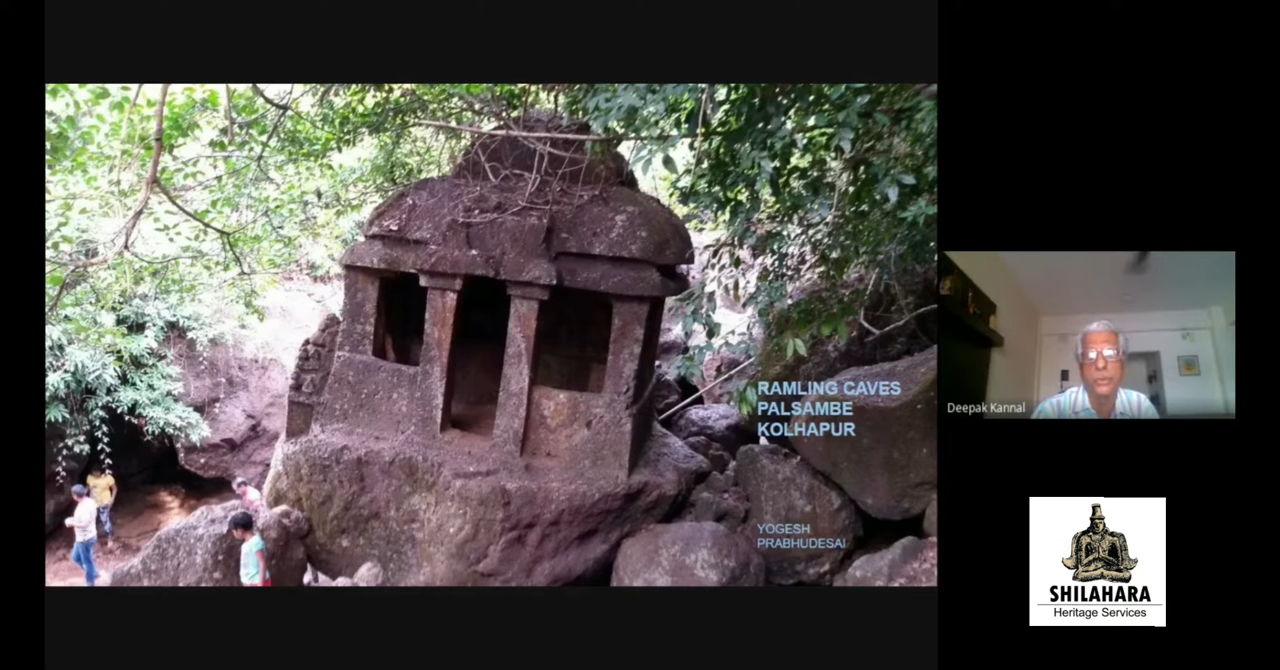 RAMLING CAVES
PALSAMBE
KOLHAPUR
YOGESH
PRABHUDESAI
Deepak Kannal
SHILAHARA
Heritage Services